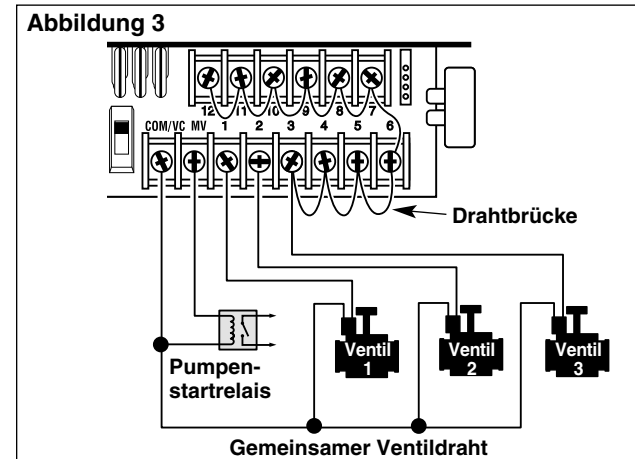 Abbildung 3
12 11 10 9 8 7
COM/VC MV 1 2 3 4 5 6
Drahtbrücke
Pumpen-
startrelais
Ventil
1
Ventil
2
Ventil
3
Gemeinsamer Ventildraht